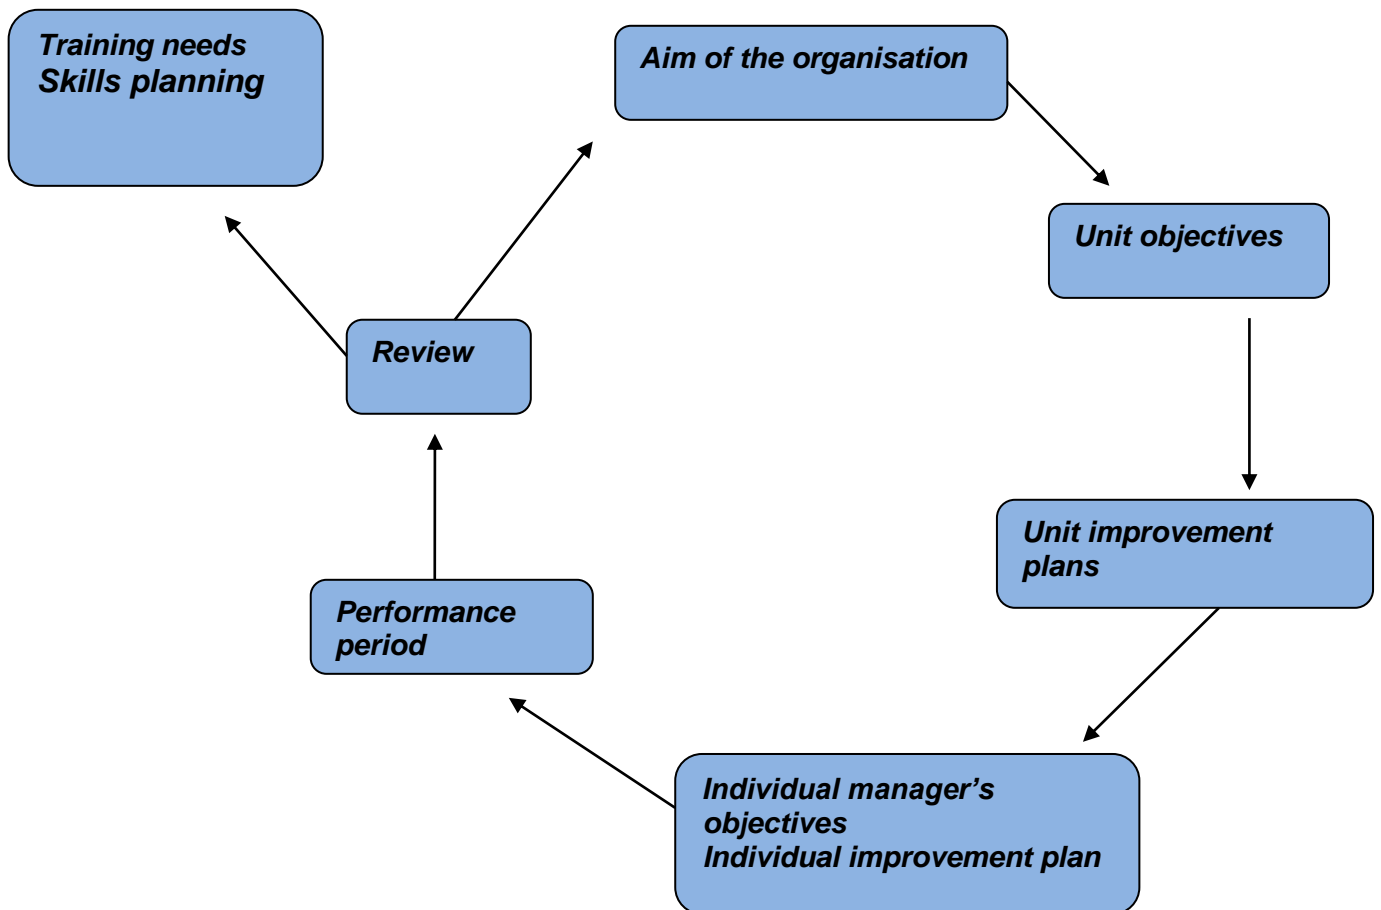 Training needs
Skills planning
Aim of the organisation
Unit objectives
Review
Unit improvement
plans
Performance
period
Individual manager’s
objectives
Individual improvement plan